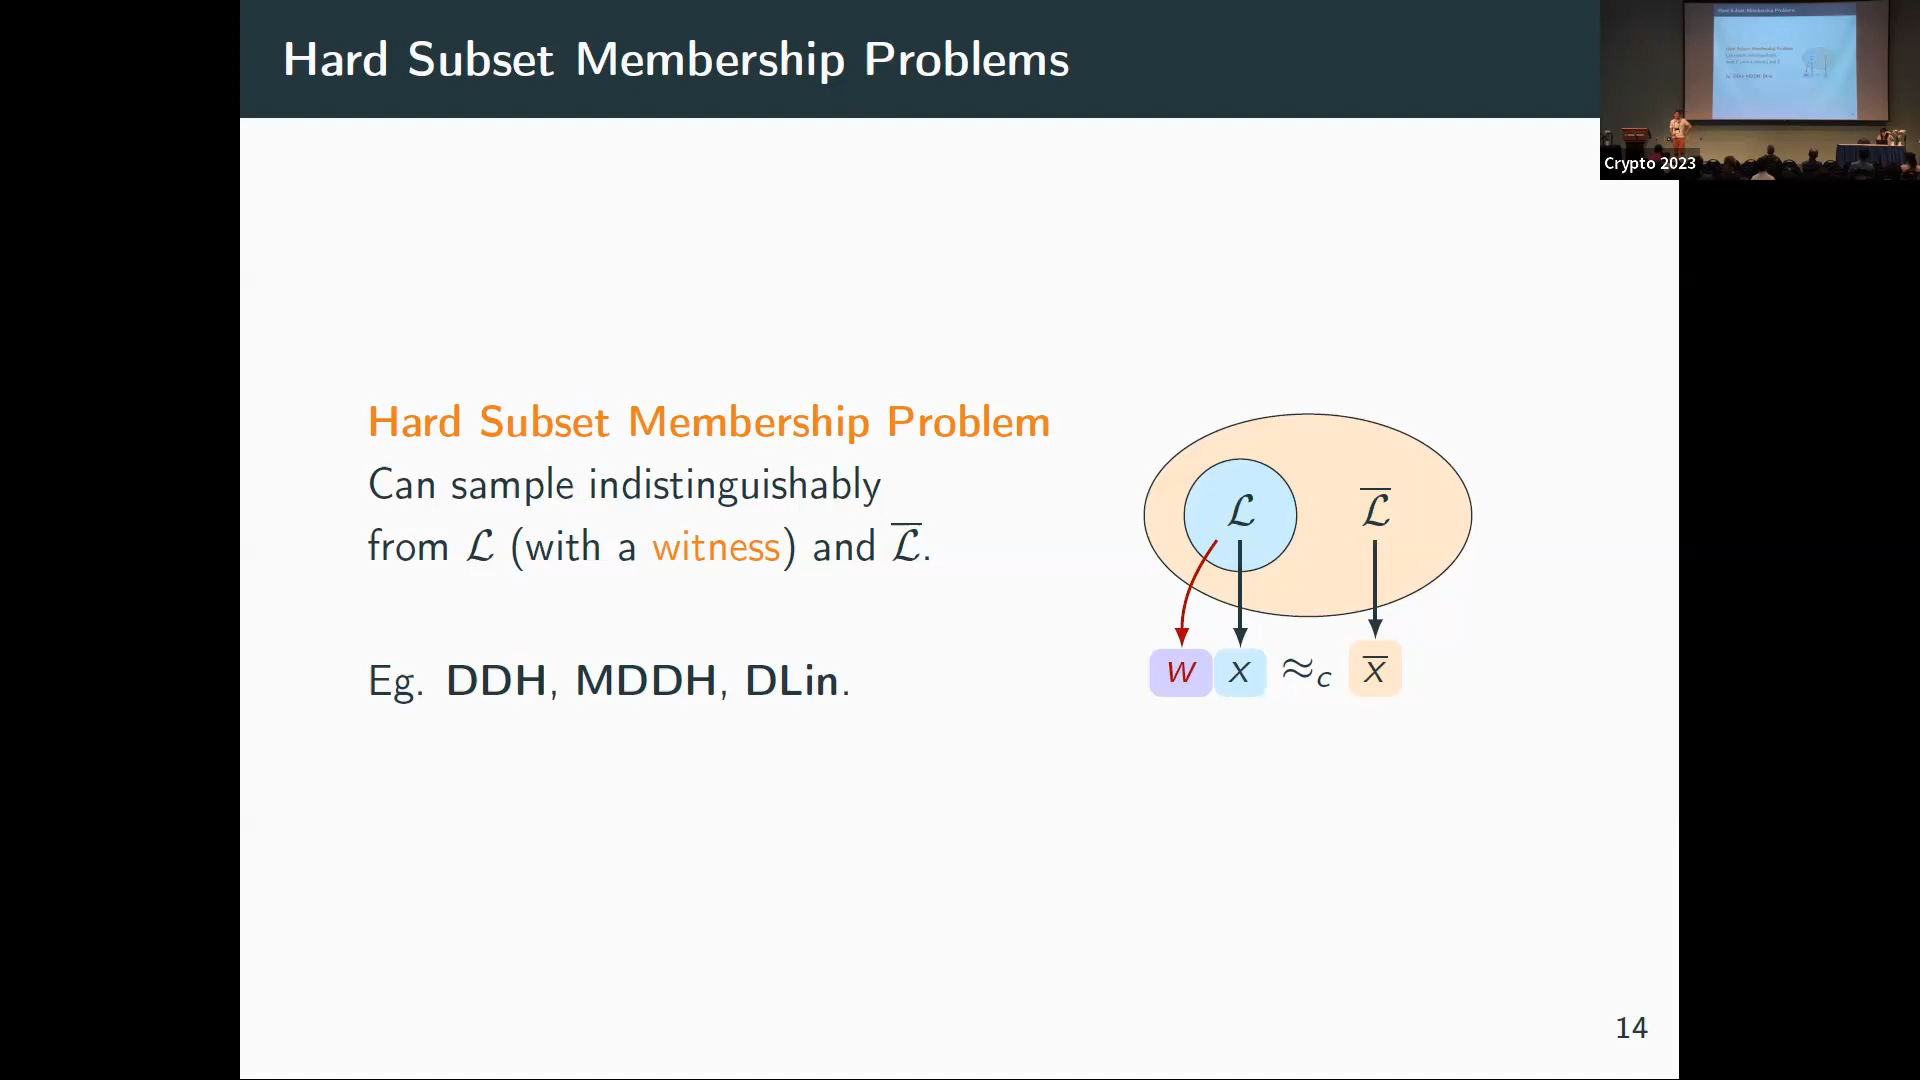 Hard Subset Membership Problems
Crypto 2023
Hard Subset Membership Problem
Can sample indistinguishably
from ℒ (with a witness) and ℒ̅.
Eg. DDH, MDDH, DLin.
ℒ ℒ̅
w x ≈c x̅
14